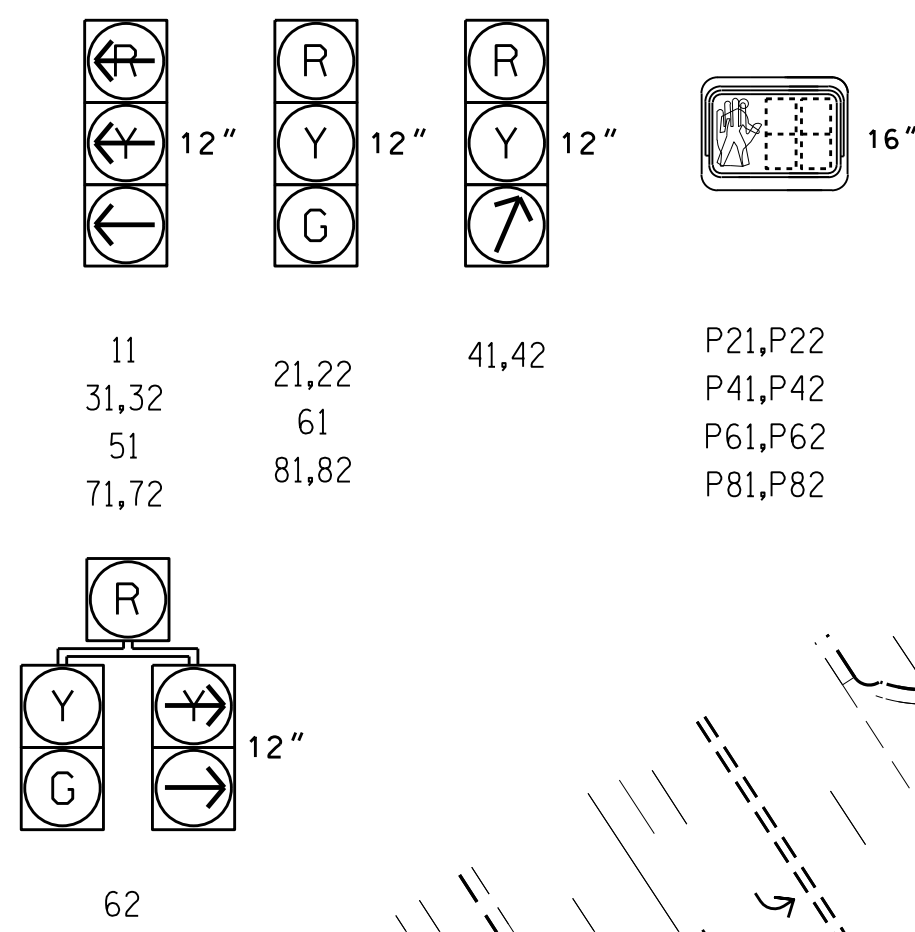 R R R
Y 12" Y 12" Y 12" 16"
G
11
31,32
51
71,72
21,22
61
81,82
41,42
P21,P22
P41,P42
P61,P62
P81,P82
R
Y Y
12"
G
62